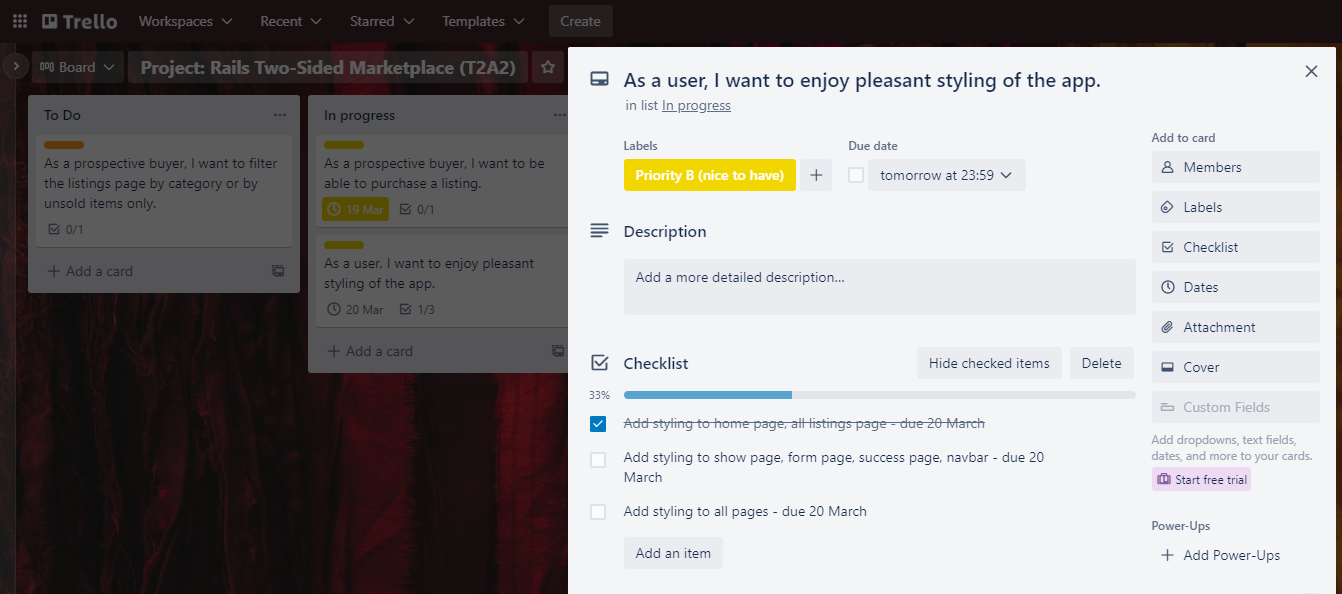 Trello
Workspaces
Recent
Starred
Templates
Create
Board
Project: Rails Two-Sided Marketplace (T2A2)
To Do
As a prospective buyer, I want to filter
the listings page by category or by
unsold items only.
0/1
Add a card
In progress
As a prospective buyer, I want to be
able to purchase a listing.
19 Mar
0/1
As a user, I want to enjoy pleasant
styling of the app.
20 Mar
1/3
Add a card
As a user, I want to enjoy pleasant styling of the app.
in list In progress
Labels
Priority B (nice to have)
Due date
tomorrow at 23:59
Description
Add a more detailed description...
Checklist
Hide checked items
Delete
33%
Add styling to home page, all listings page - due 20 March
Add styling to show page, form page, success page, navbar - due 20
March
Add styling to all pages - due 20 March
Add an item
Add to card
Members
Labels
Checklist
Dates
Attachment
Cover
Custom Fields
Add dropdowns, text fields,
dates, and more to your cards.
Start free trial
Power-Ups
Add Power-Ups